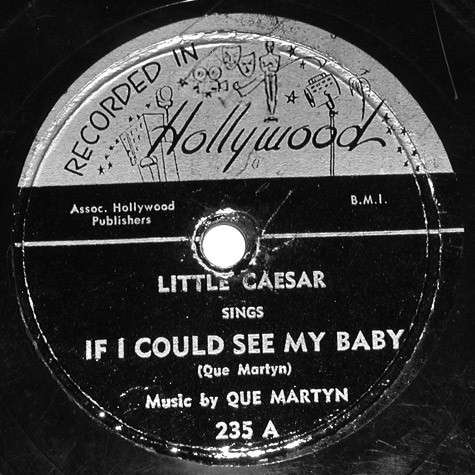 RECORDED IN
Hollywood
Assoc. Hollywood
Publishers
B.M.I.
LITTLE CAESAR
SINGS
IF I COULD SEE MY BABY
(Que Martyn)
Music by QUE MARTYN
235 A